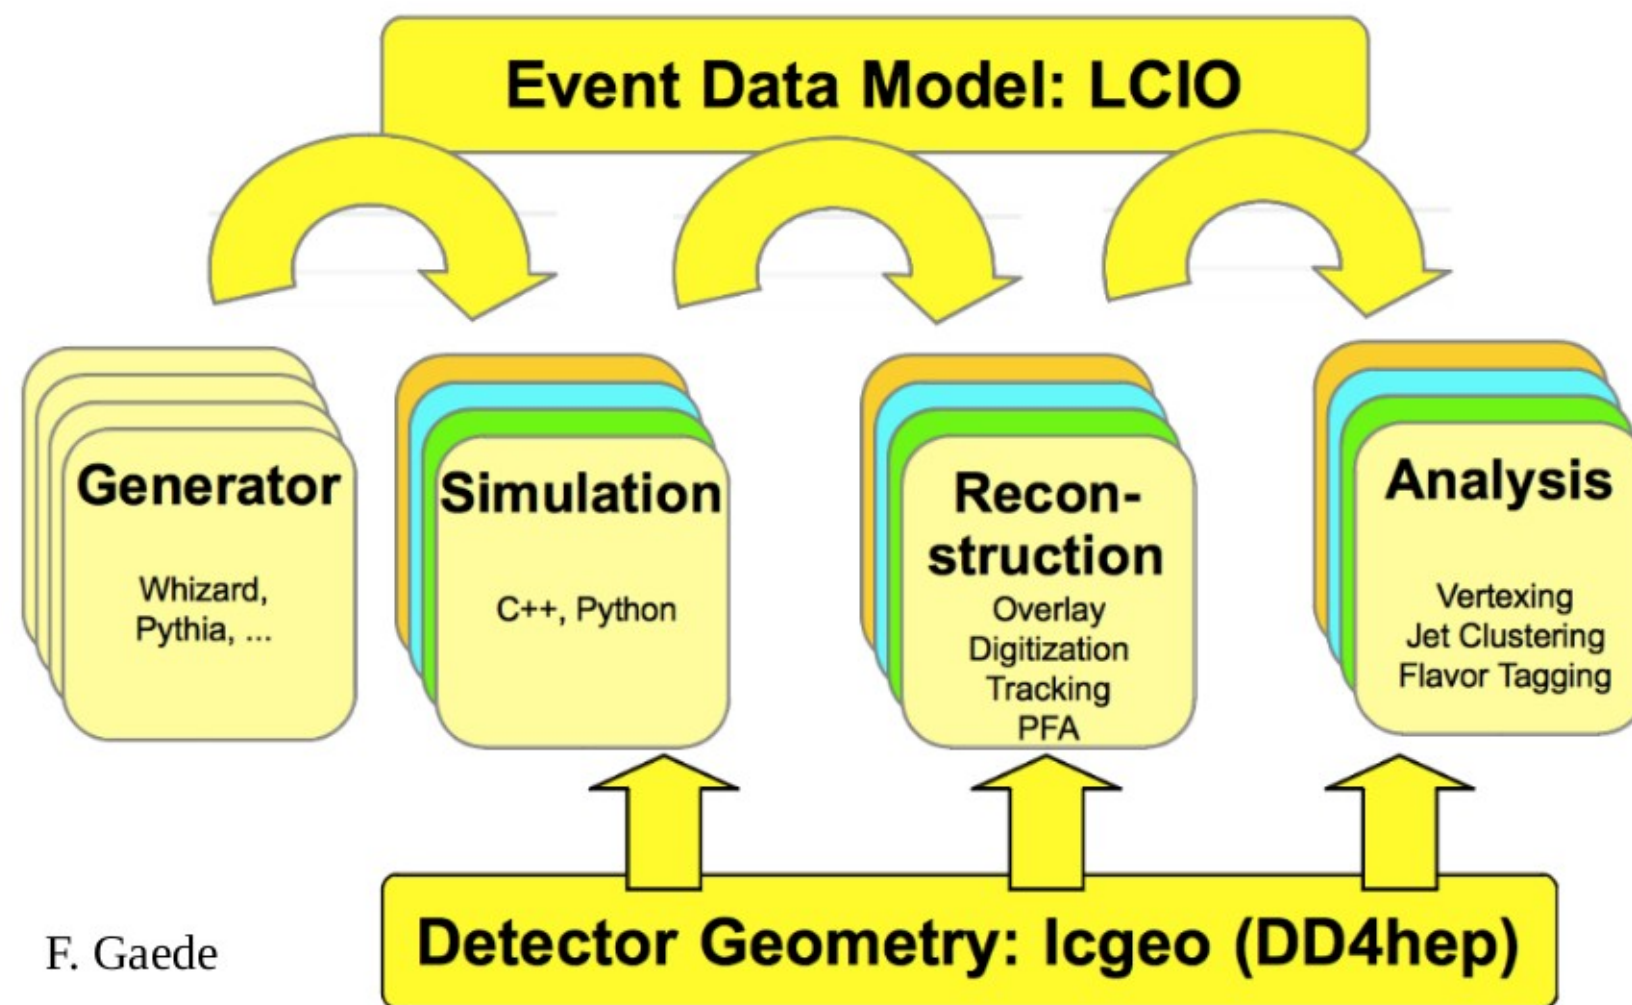 Event Data Model: LCIO
Generator
Whizard,
Pythia, ...
Simulation
C++, Python
Recon-
struction
Overlay
Digitization
Tracking
PFA
Analysis
Vertexing
Jet Clustering
Flavor Tagging
F. Gaede
Detector Geometry: lcgeo (DD4hep)